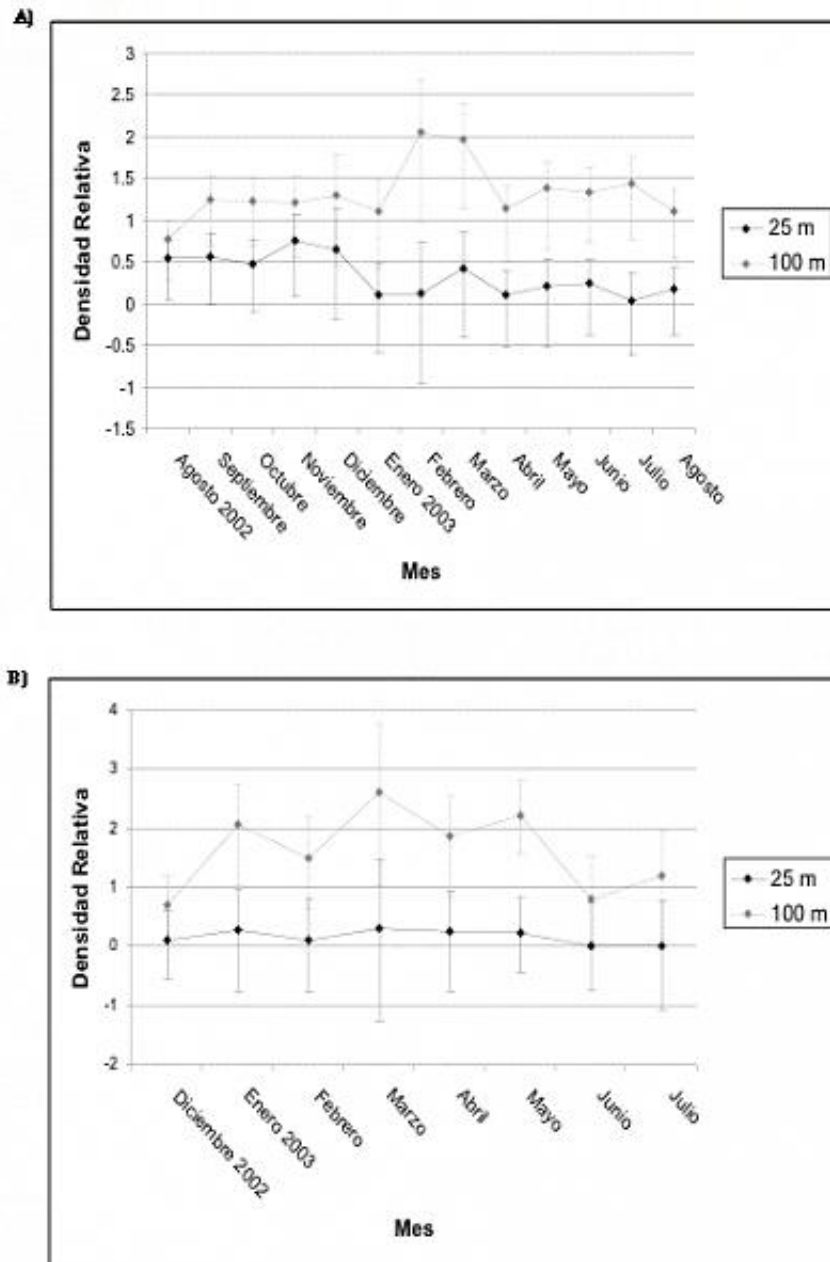 A)
3
2.5
2
1.5
1
0.5
0
-0.5
-1
-1.5
Densidad Relativa
Agosto 2002
Septiembre
Octubre
Noviembre
Diciembre
Enero 2003
Febrero
Marzo
Abril
Mayo
Junio
Julio
Agosto
Mes
25 m
100 m
B)
4
3
2
1
0
-1
-2
Densidad Relativa
Diciembre 2002
Enero 2003
Febrero
Marzo
Abril
Mayo
Junio
Julio
Mes
25 m
100 m